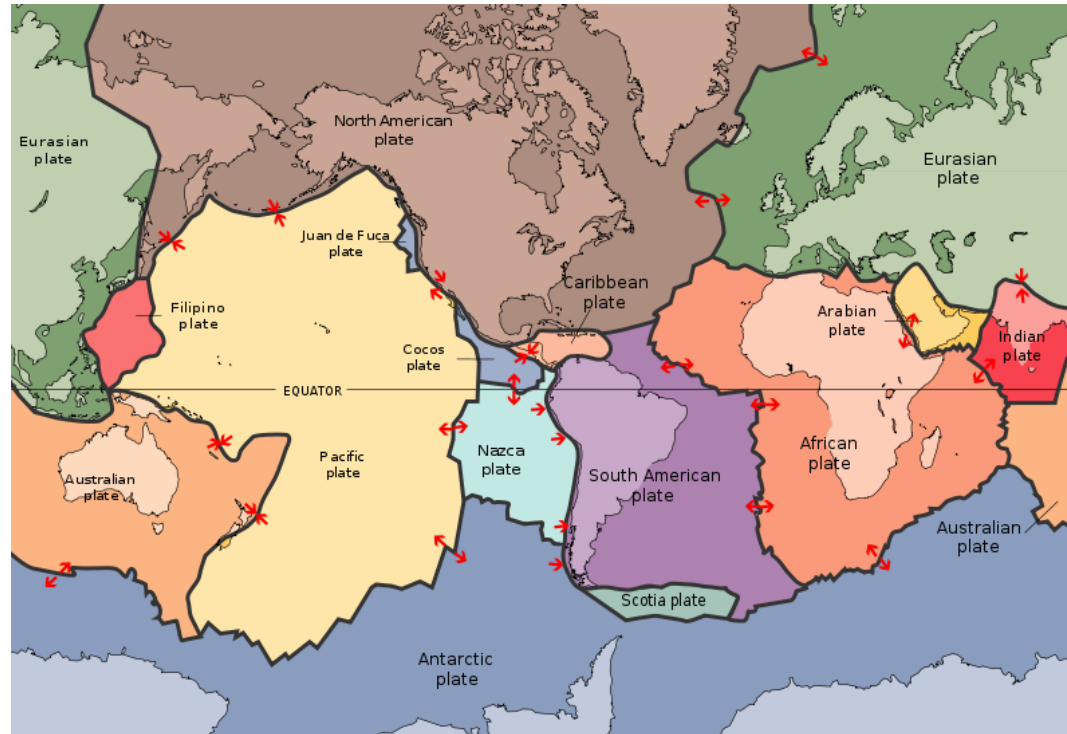 North American
plate
Eurasian
plate
Eurasian
plate
Juan de Fuca
plate
Caribbean
plate
Filipino
plate
Arabian
plate
Indian
plate
Cocos
plate
EQUATOR
Nazca
plate
African
plate
Pacific
plate
South American
plate
Australian
plate
Australian
plate
Scotia plate
Antarctic
plate